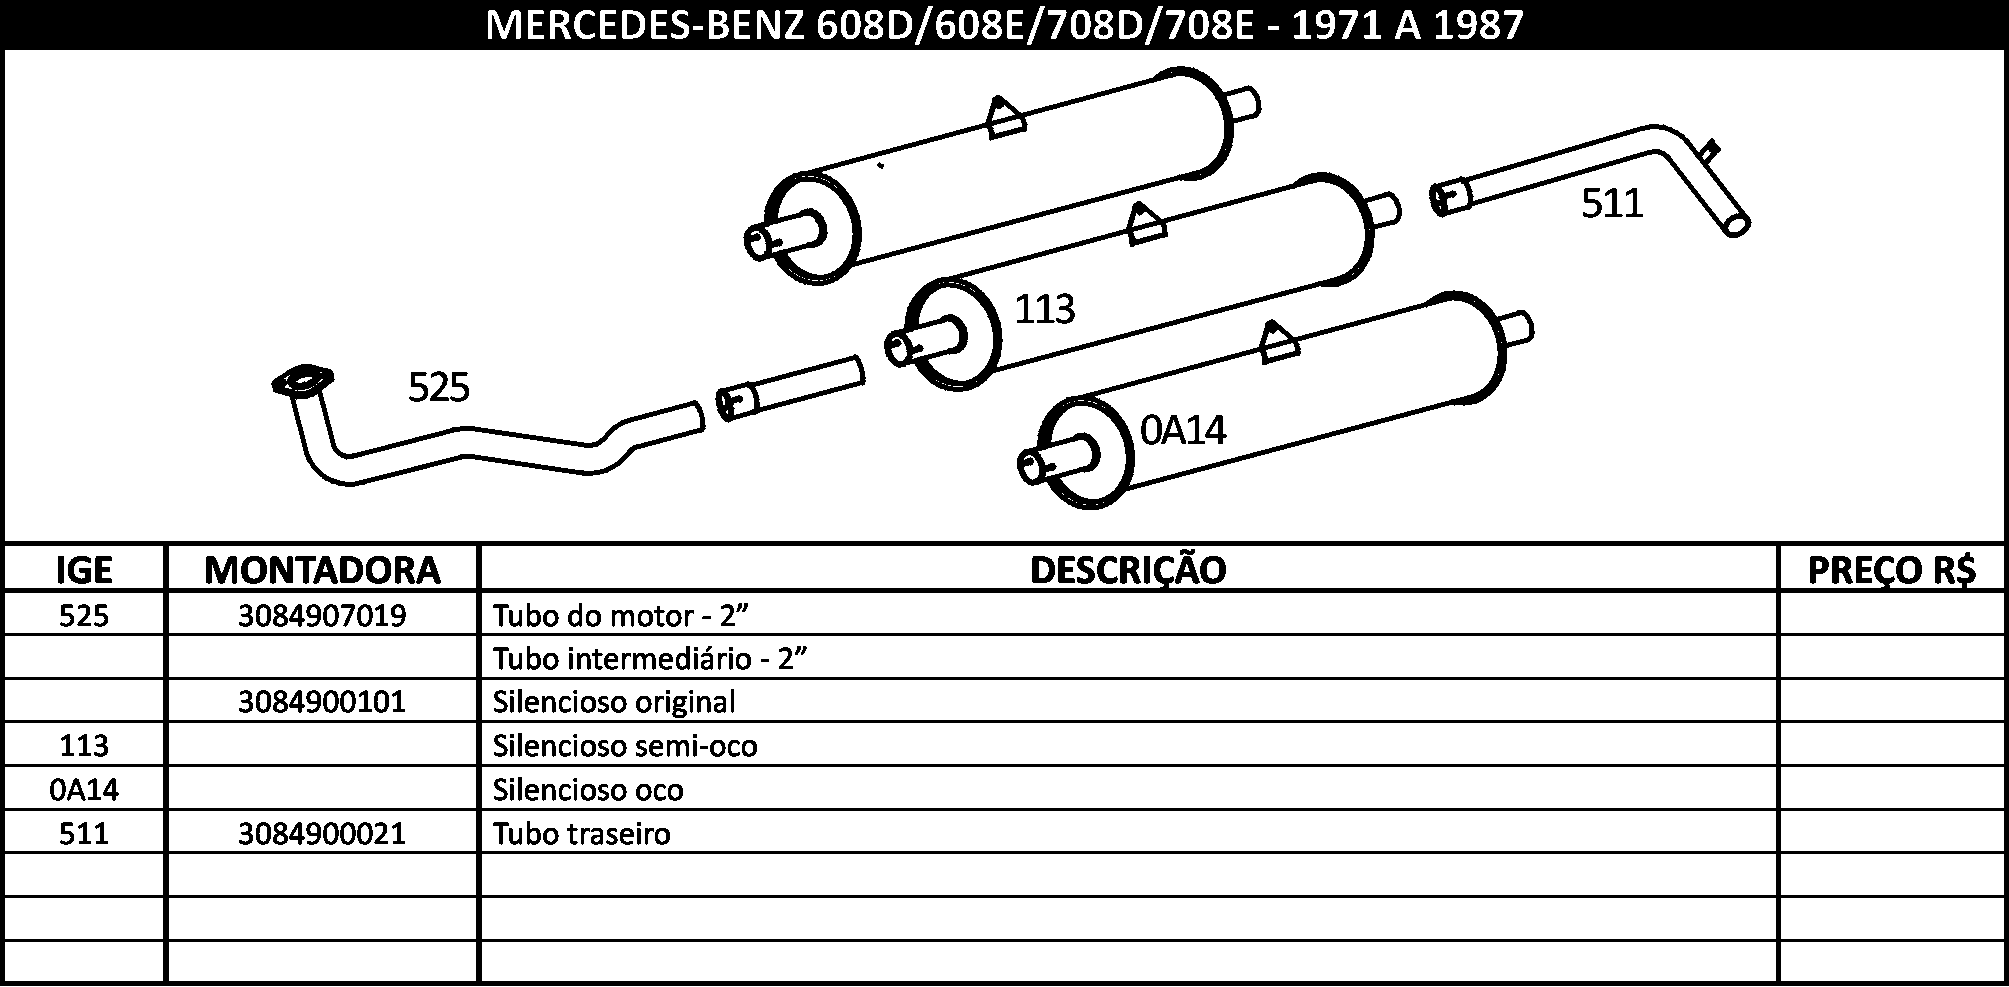 MERCEDES-BENZ 608D/608E/708D/708E - 1971 A 1987
511
113
525
0A14
IGE MONTADORA DESCRIÇÃO PREÇO R$
525 3084907019 Tubo do motor - 2”
Tubo intermediário - 2”
3084900101 Silencioso original
113 Silencioso semi-oco
0A14 Silencioso oco
511 3084900021 Tubo traseiro